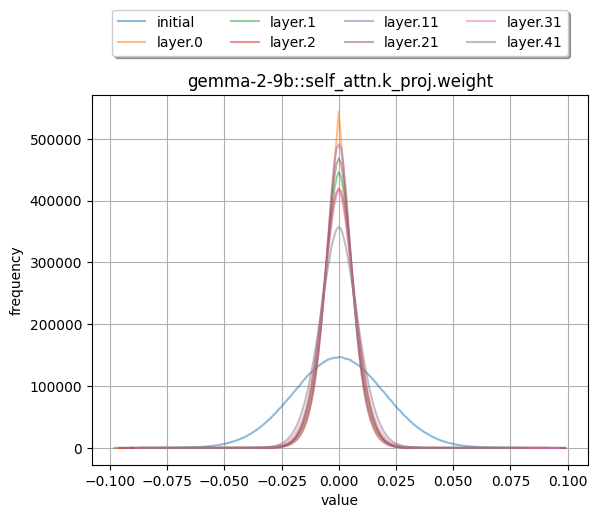 initial layer.1 layer.11 layer.31
layer.0 layer.2 layer.21 layer.41
gemma-2-9b::self_attn.k_proj.weight
500000
400000
300000
200000
100000
0
frequency
−0.100 −0.075 −0.050 −0.025 0.000 0.025 0.050 0.075 0.100
value